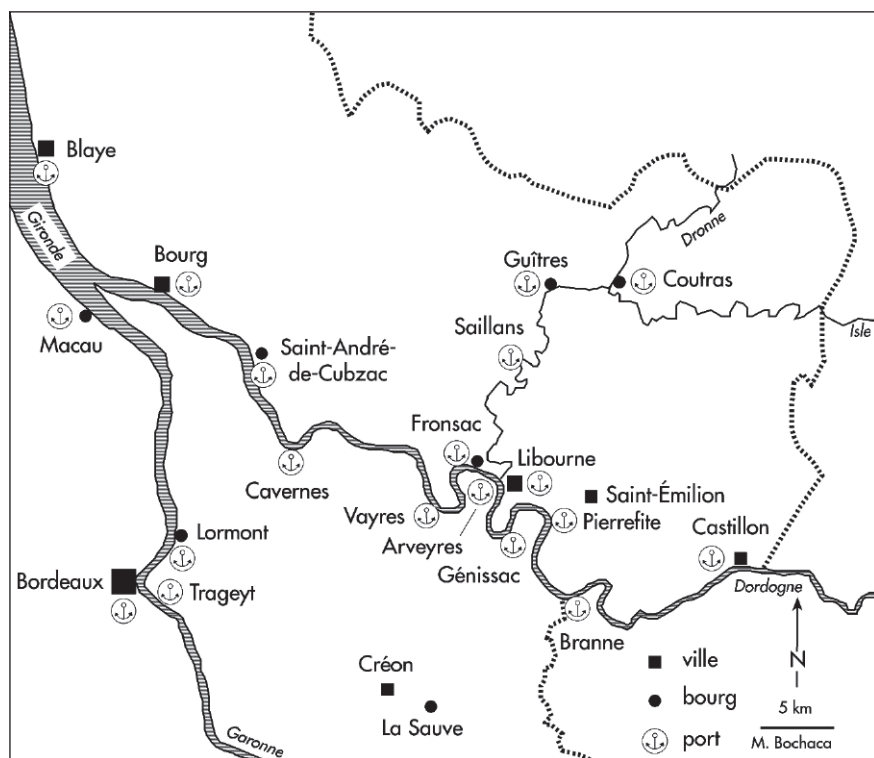 Blaye
Gironde
Bourg
Macau
Saint-André-
de-Cubzac
Guîtres
Dronne
Coutras
Isle
Saillans
Fronsac
Libourne
Cavernes
Vayres
Arveyres
Saint-Émilion
Pierrefite
Génissac
Castillon
Dordogne
Lormont
Bordeaux
Trageyt
Branne
Créon
La Sauve
Garonne
ville
bourg
port
N
5 km
M. Bochaca